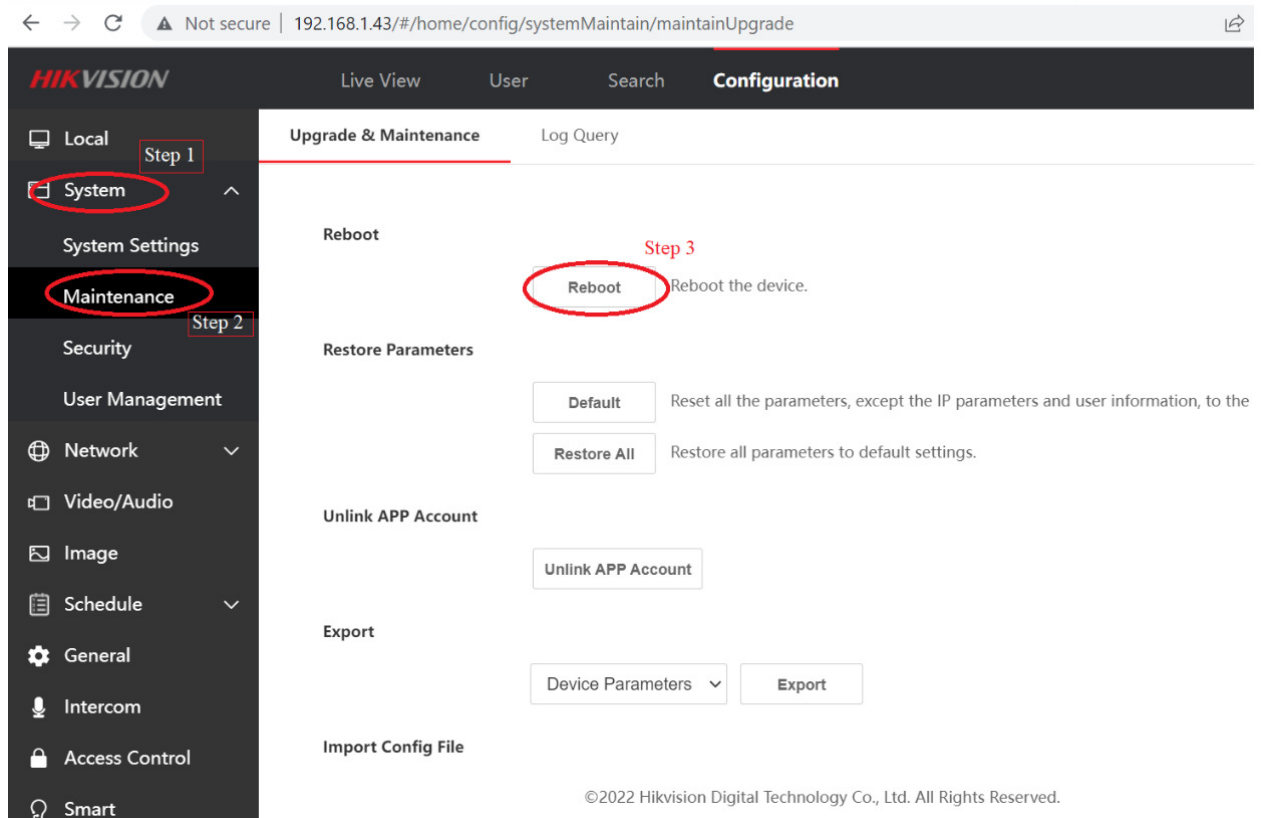 Not secure | 192.168.1.43/#/home/config/systemMaintain/maintainUpgrade
HIKVISION Live View User Search Configuration
Local
Step 1
System
System Settings
Maintenance
Step 2
Security
User Management
Network
Video/Audio
Image
Schedule
General
Intercom
Access Control
Smart
Upgrade & Maintenance Log Query
Reboot
Step 3
Reboot Reboot the device.
Restore Parameters
Default Reset all the parameters, except the IP parameters and user information, to the
Restore All Restore all parameters to default settings.
Unlink APP Account
Unlink APP Account
Export
Device Parameters Export
Import Config File
©2022 Hikvision Digital Technology Co., Ltd. All Rights Reserved.